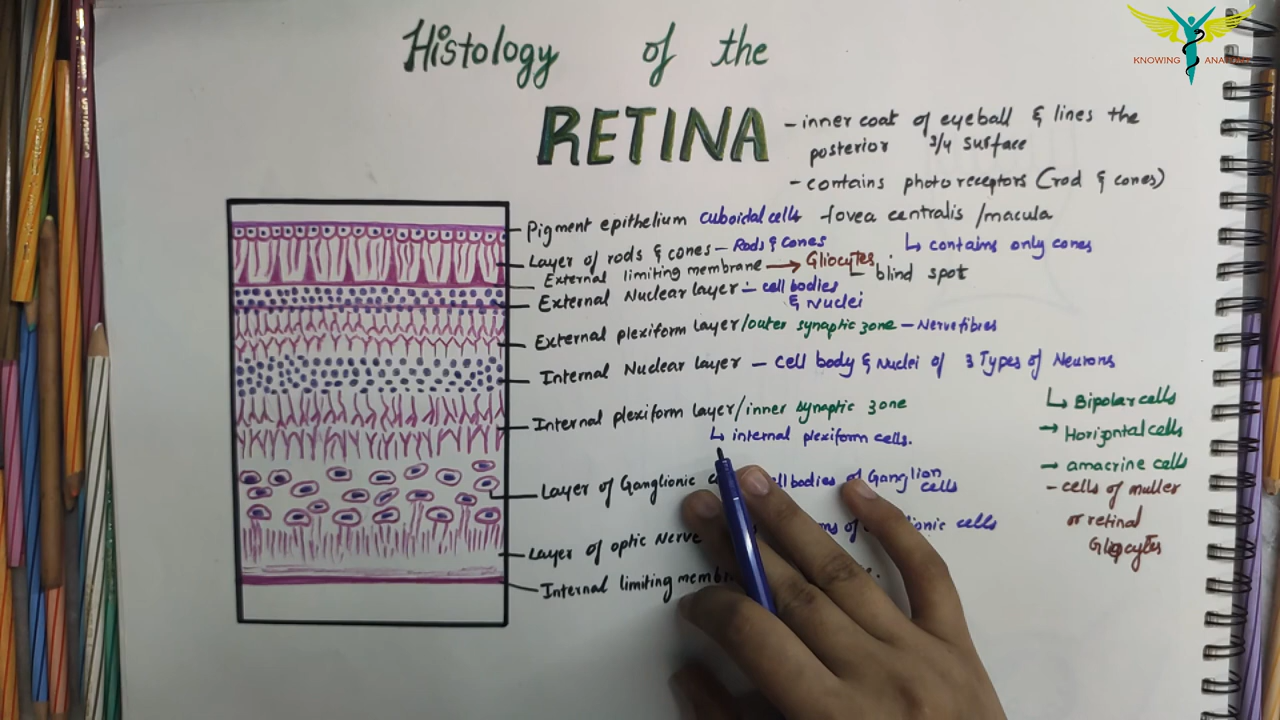 KNOWING ANATOMY
Histology of the
RETINA
- inner coat of eyeball & lines the
posterior 3/4 surface
- contains photoreceptors (rod & cones)
Pigment epithelium cuboidal cells - fovea centralis / macula
↳ contains only cones
Layer of rods & cones - Rods & cones
External limiting membrane → Gliocytes
- blind spot
External Nuclear layer - cell bodies
& Nuclei
External plexiform layer/outer synaptic zone - Nerve fibres
Internal Nuclear layer - cell body & Nuclei of 3 Types of Neurons
↳ Bipolar cells
→ Horizontal cells
→ amacrine cells
- cells of muller
or retinal
Gliocytes
Internal plexiform layer/inner synaptic zone
↳ internal plexiform cells.
Layer of Ganglionic cell bodies of Ganglion
cells
Layer of optic Nerve of cells
Internal limiting